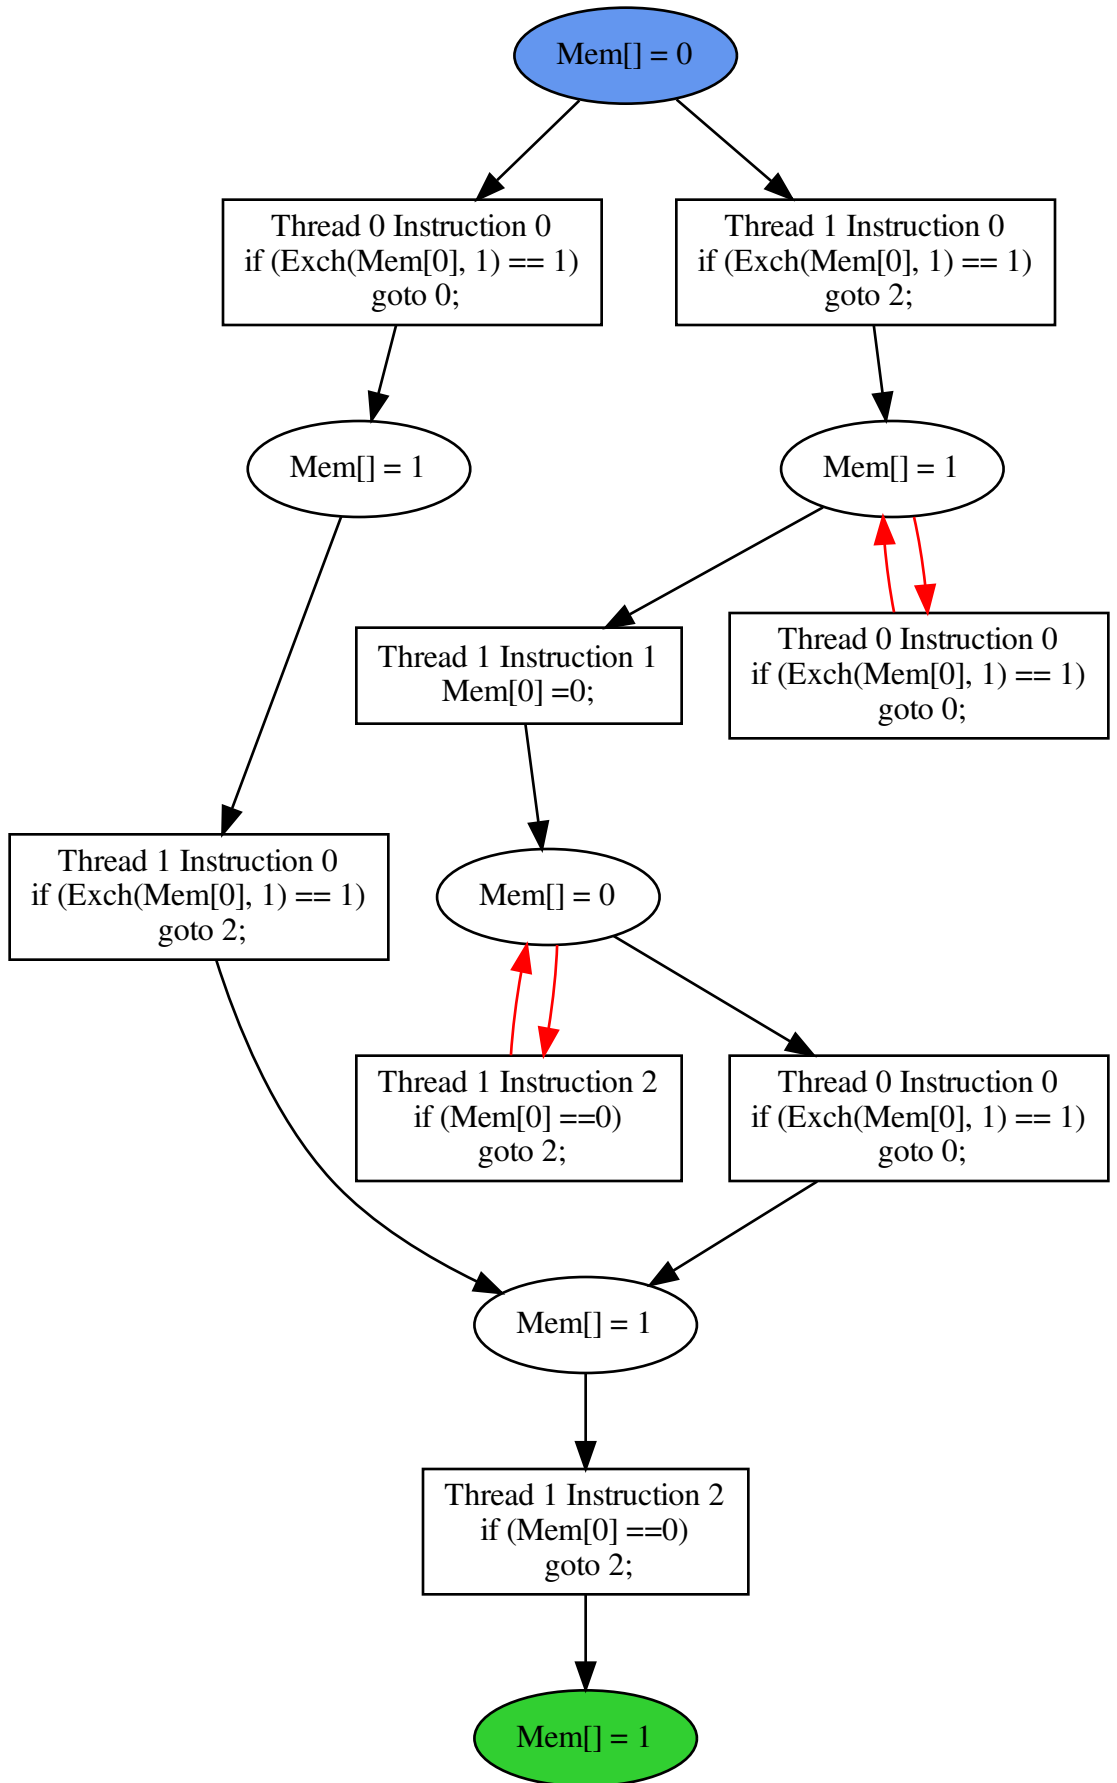 Mem[] = 0
Thread 0 Instruction 0
if (Exch(Mem[0], 1) == 1)
goto 0;
Thread 1 Instruction 0
if (Exch(Mem[0], 1) == 1)
goto 2;
Mem[] = 1
Mem[] = 1
Thread 1 Instruction 1
Mem[0] =0;
Thread 0 Instruction 0
if (Exch(Mem[0], 1) == 1)
goto 0;
Thread 1 Instruction 0
if (Exch(Mem[0], 1) == 1)
goto 2;
Mem[] = 0
Thread 1 Instruction 2
if (Mem[0] ==0)
goto 2;
Thread 0 Instruction 0
if (Exch(Mem[0], 1) == 1)
goto 0;
Mem[] = 1
Thread 1 Instruction 2
if (Mem[0] ==0)
goto 2;
Mem[] = 1